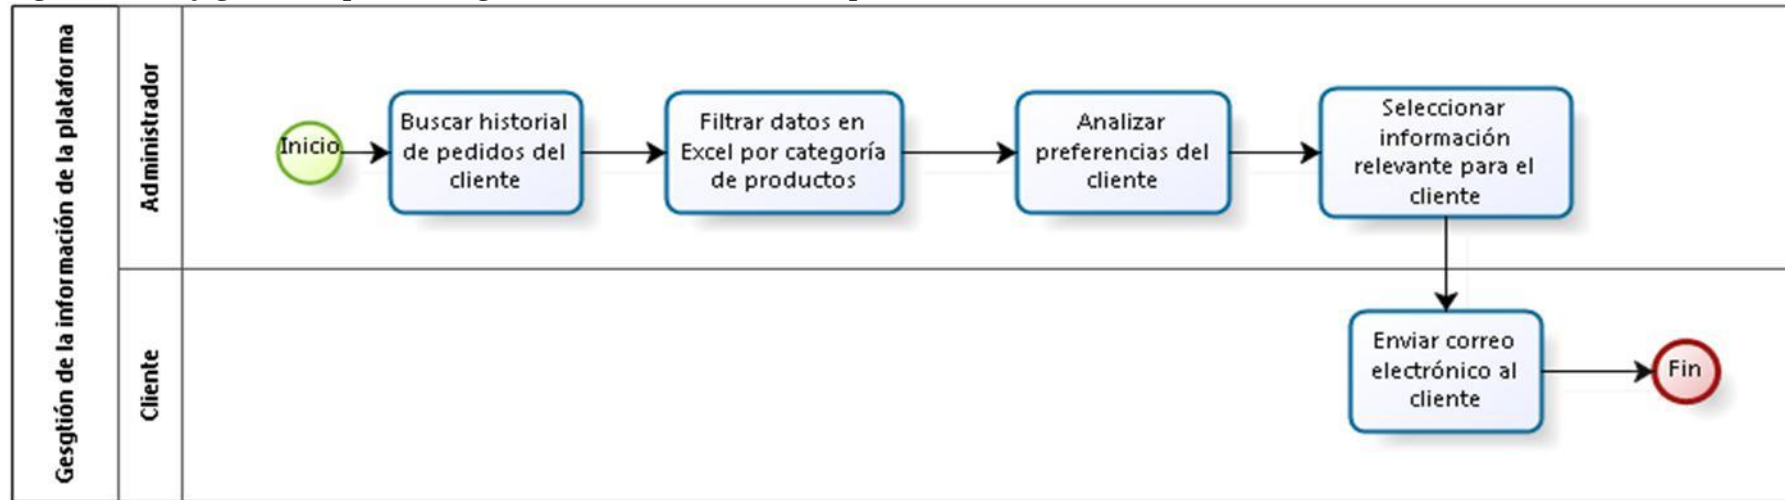 Gesgtión de la información de la plataforma
Administrador
Inicio
Buscar historial
de pedidos del
cliente
Filtrar datos en
Excel por categoría
de productos
Analizar
preferencias del
cliente
Seleccionar
información
relevante para el
cliente
Cliente
Enviar correo
electrónico al
cliente
Fin